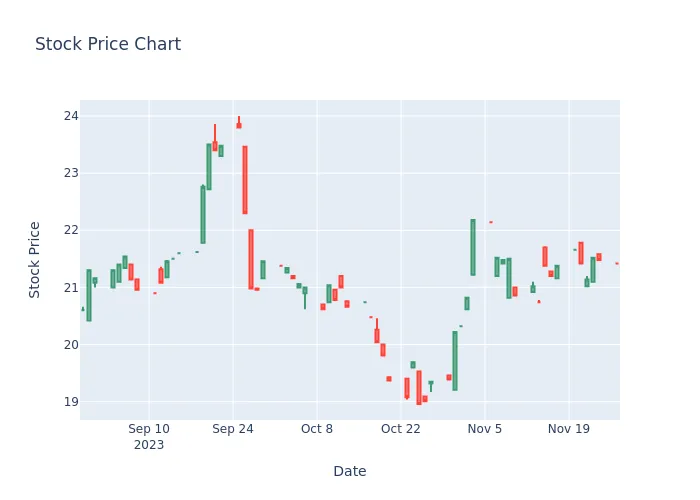 Stock Price Chart
24
23
22
21
20
19
Stock Price
Sep 10
2023
Sep 24
Oct 8
Oct 22
Nov 5
Nov 19
Date